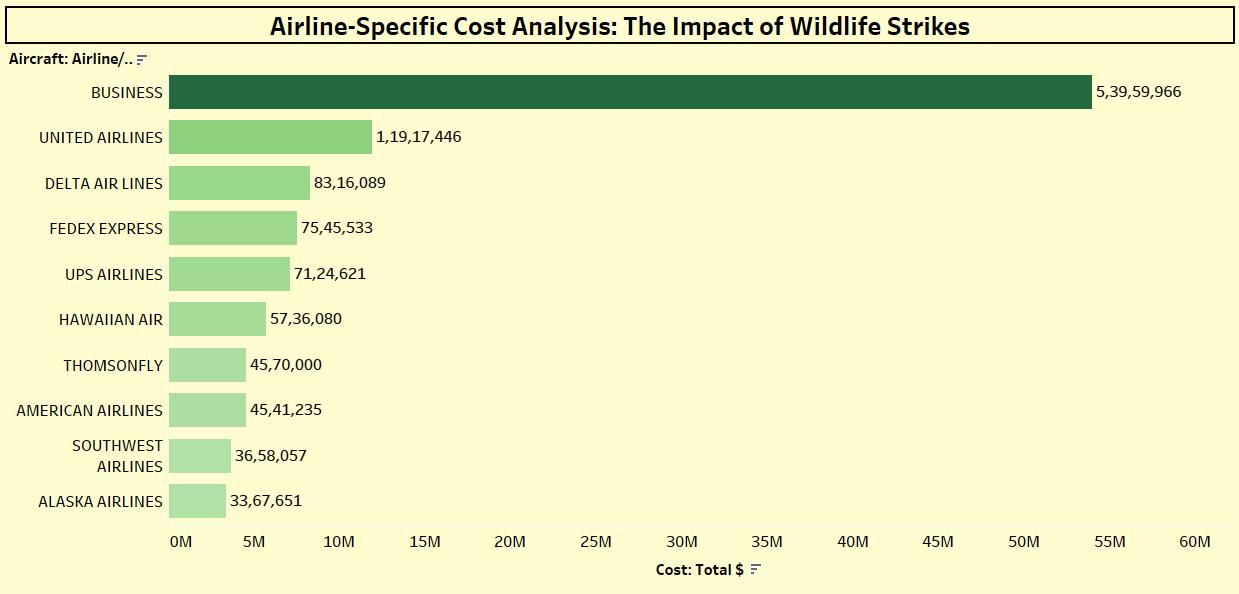 Airline-Specific Cost Analysis: The Impact of Wildlife Strikes
Aircraft: Airline/..
BUSINESS 5,39,59,966
UNITED AIRLINES 1,19,17,446
DELTA AIR LINES 83,16,089
FEDEX EXPRESS 75,45,533
UPS AIRLINES 71,24,621
HAWAIIAN AIR 57,36,080
THOMSONFLY 45,70,000
AMERICAN AIRLINES 45,41,235
SOUTHWEST
AIRLINES 36,58,057
ALASKA AIRLINES 33,67,651
0M 5M 10M 15M 20M 25M 30M 35M 40M 45M 50M 55M 60M
Cost: Total $